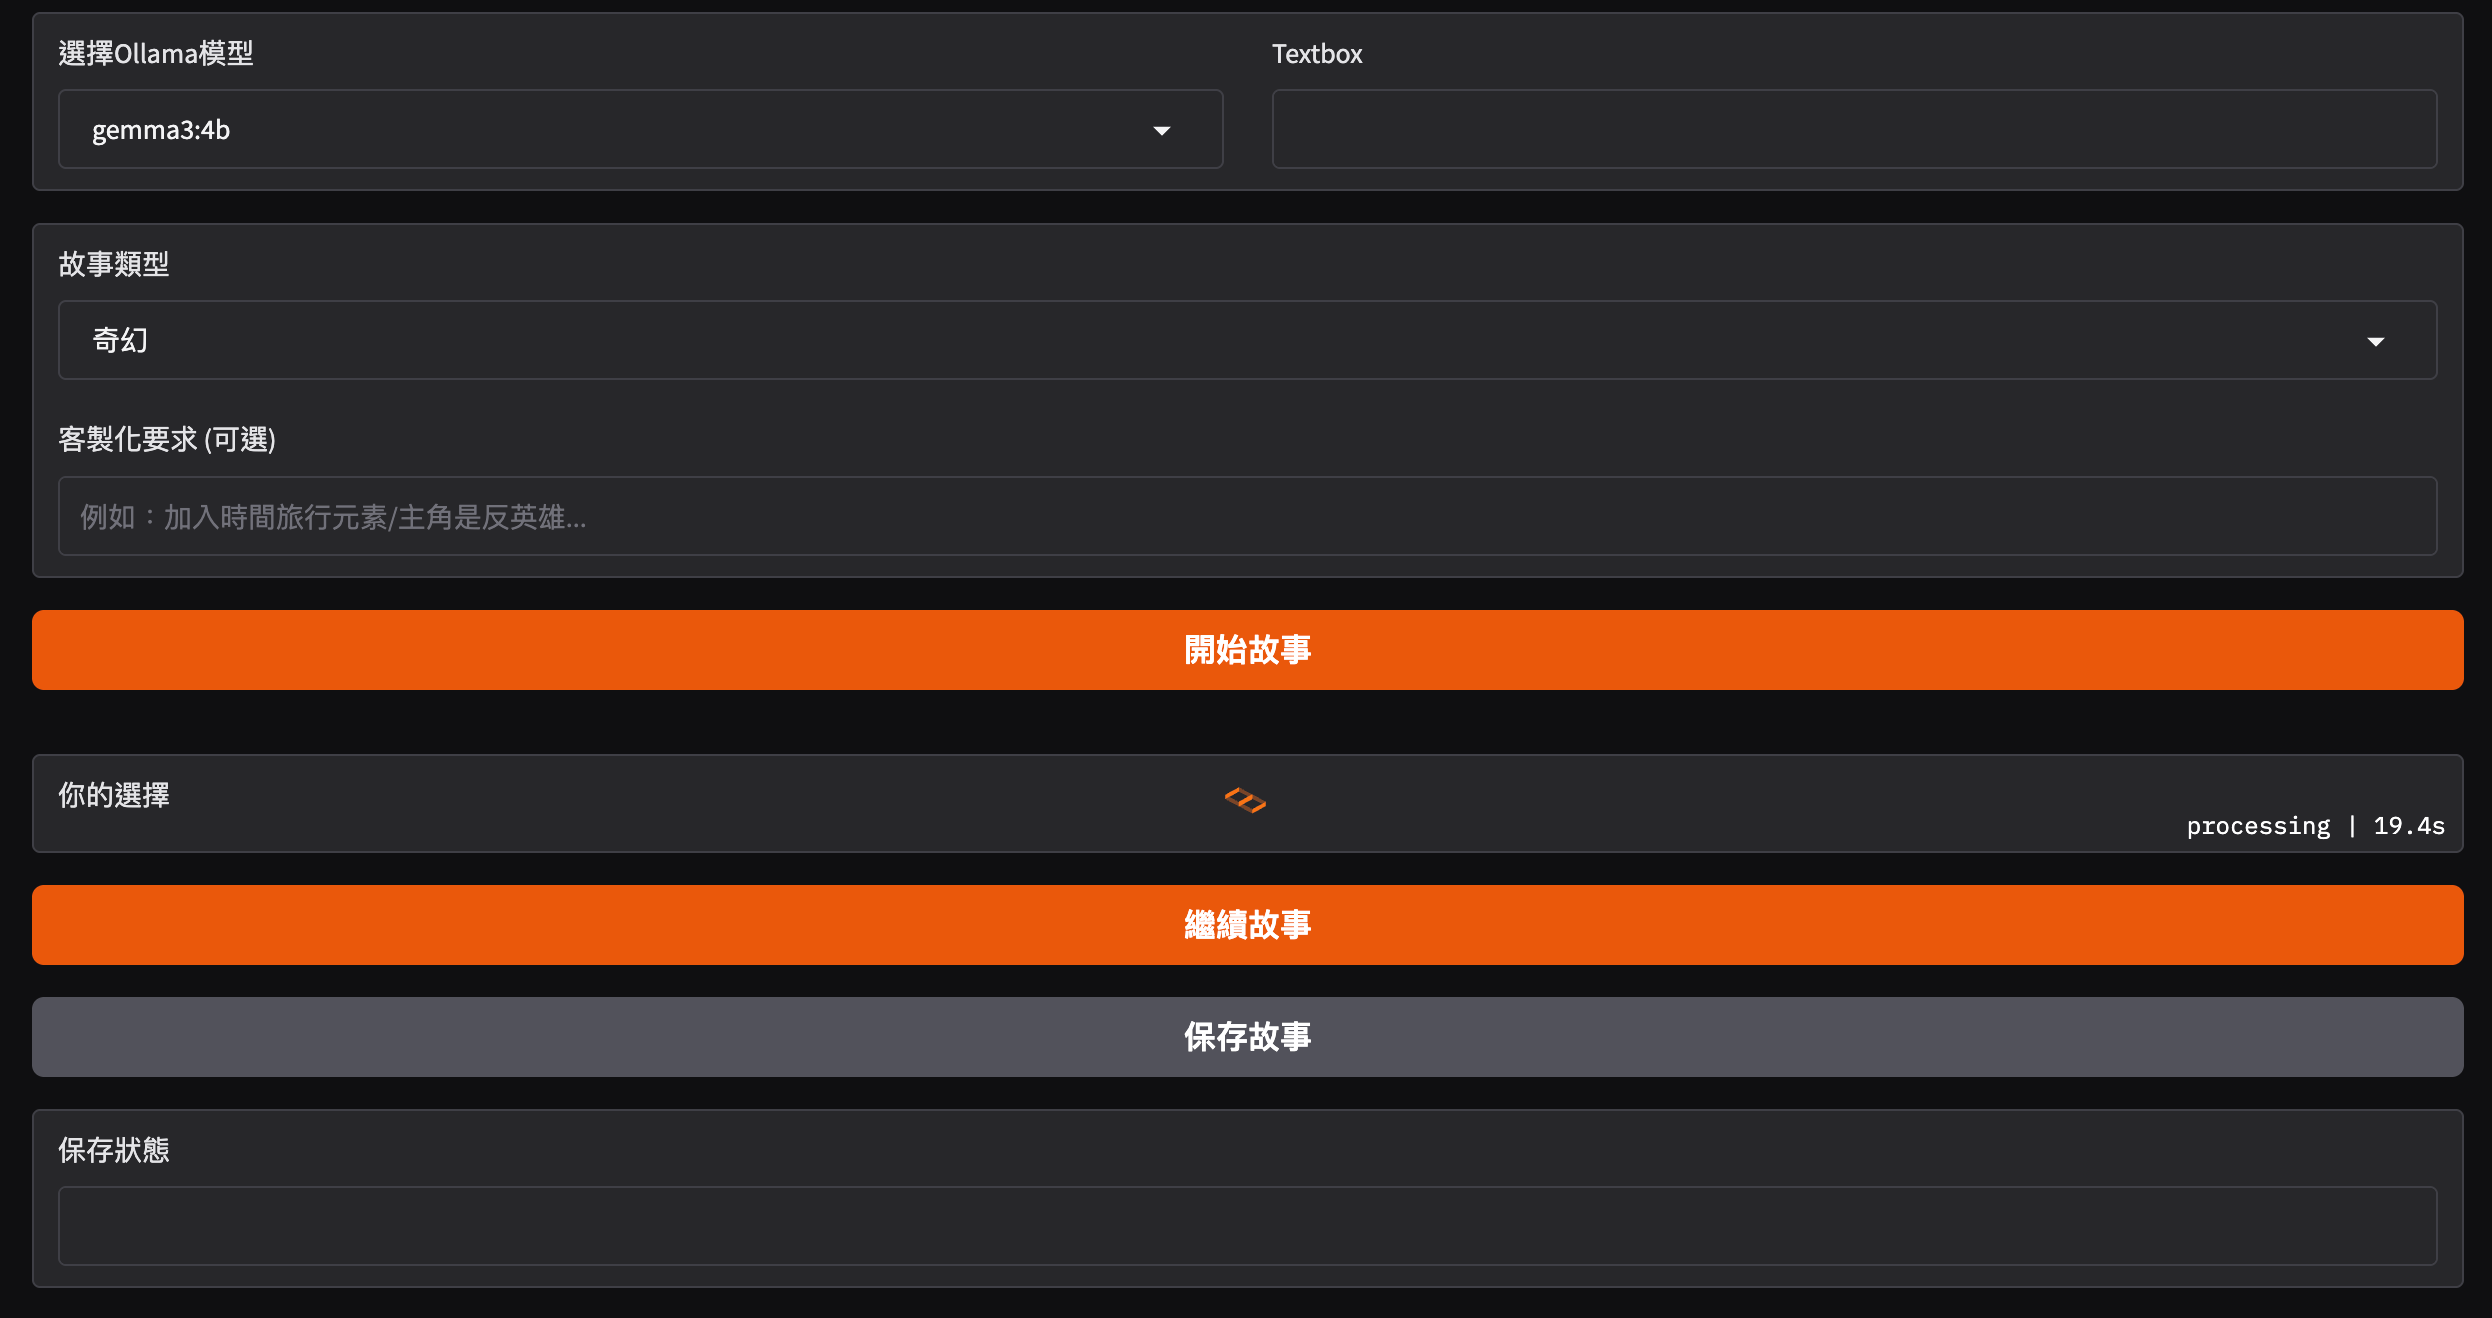 選擇Ollama模型
Textbox
gemma3:4b
故事類型
奇幻
客製化要求 (可選)
例如：加入時間旅行元素/主角是反英雄...
開始故事
你的選擇
processing | 19.4s
繼續故事
保存故事
保存狀態